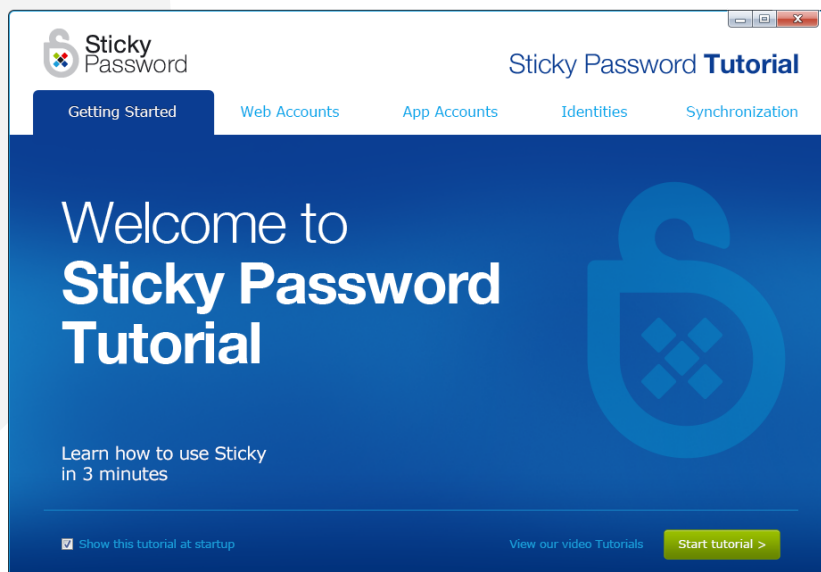 Sticky
Password
Sticky Password Tutorial
Getting Started Web Accounts App Accounts Identities Synchronization
Welcome to
Sticky Password
Tutorial
Learn how to use Sticky
in 3 minutes
Show this tutorial at startup View our video Tutorials Start tutorial >